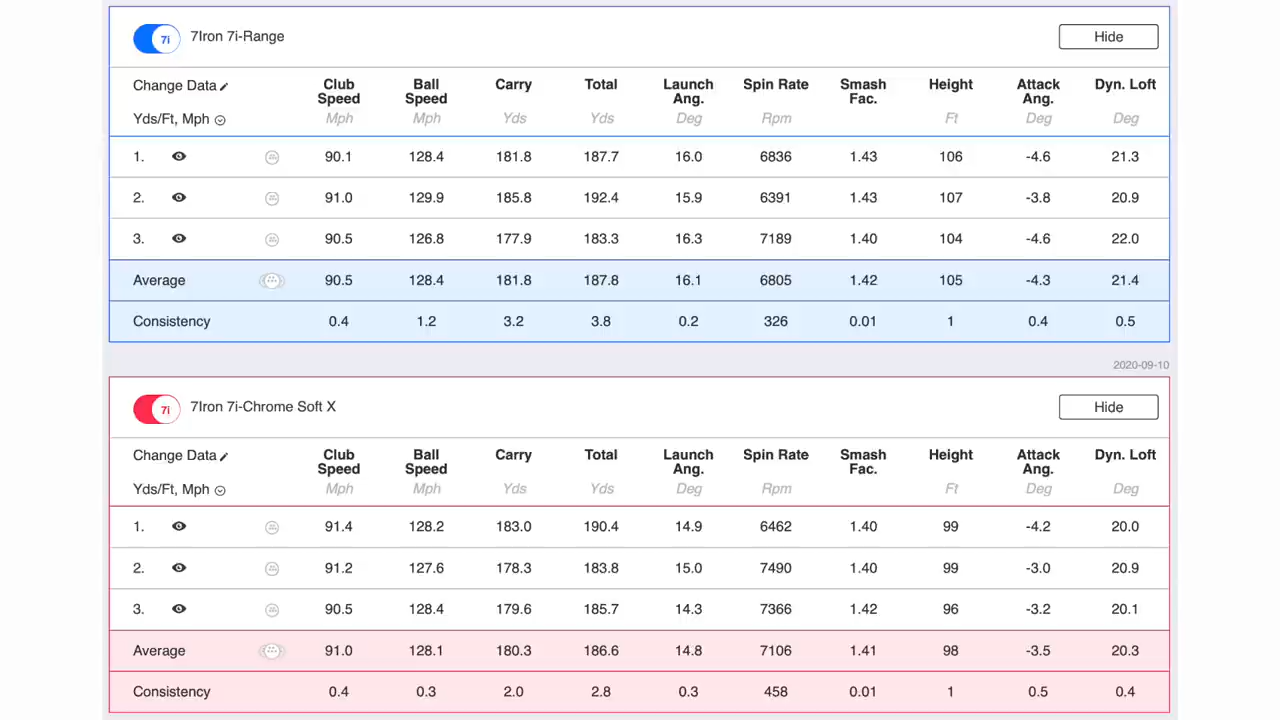 7i 7Iron 7i-Range Hide
Change Data Club Speed Ball Speed Carry Total Launch Ang. Spin Rate Smash Fac. Height Attack Ang. Dyn. Loft
Yds/Ft, Mph Mph Mph Yds Yds Deg Rpm Ft Deg Deg
1. 90.1 128.4 181.8 187.7 16.0 6836 1.43 106 -4.6 21.3
2. 91.0 129.9 185.8 192.4 15.9 6391 1.43 107 -3.8 20.9
3. 90.5 126.8 177.9 183.3 16.3 7189 1.40 104 -4.6 22.0
Average 90.5 128.4 181.8 187.8 16.1 6805 1.42 105 -4.3 21.4
Consistency 0.4 1.2 3.2 3.8 0.2 326 0.01 1 0.4 0.5
2020-09-10
7i 7Iron 7i-Chrome Soft X Hide
Change Data Club Speed Ball Speed Carry Total Launch Ang. Spin Rate Smash Fac. Height Attack Ang. Dyn. Loft
Yds/Ft, Mph Mph Mph Yds Yds Deg Rpm Ft Deg Deg
1. 91.4 128.2 183.0 190.4 14.9 6462 1.40 99 -4.2 20.0
2. 91.2 127.6 178.3 183.8 15.0 7490 1.40 99 -3.0 20.9
3. 90.5 128.4 179.6 185.7 14.3 7366 1.42 96 -3.2 20.1
Average 91.0 128.1 180.3 186.6 14.8 7106 1.41 98 -3.5 20.3
Consistency 0.4 0.3 2.0 2.8 0.3 458 0.01 1 0.5 0.4